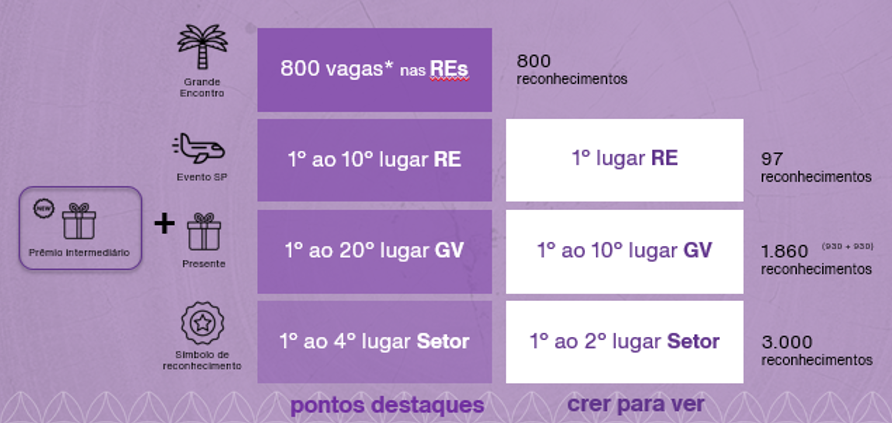 Grande
Encontro
800 vagas* nas REs
800
reconhecimentos
Evento SP
1º ao 10º lugar RE
1º lugar RE
97
reconhecimentos
NEW
Prêmio Intermediário
+
Presente
1º ao 20º lugar GV
1º ao 10º lugar GV
1.860 (930 + 930)
reconhecimentos
Símbolo de
reconhecimento
1º ao 4º lugar Setor
1º ao 2º lugar Setor
3.000
reconhecimentos
pontos destaques
crer para ver